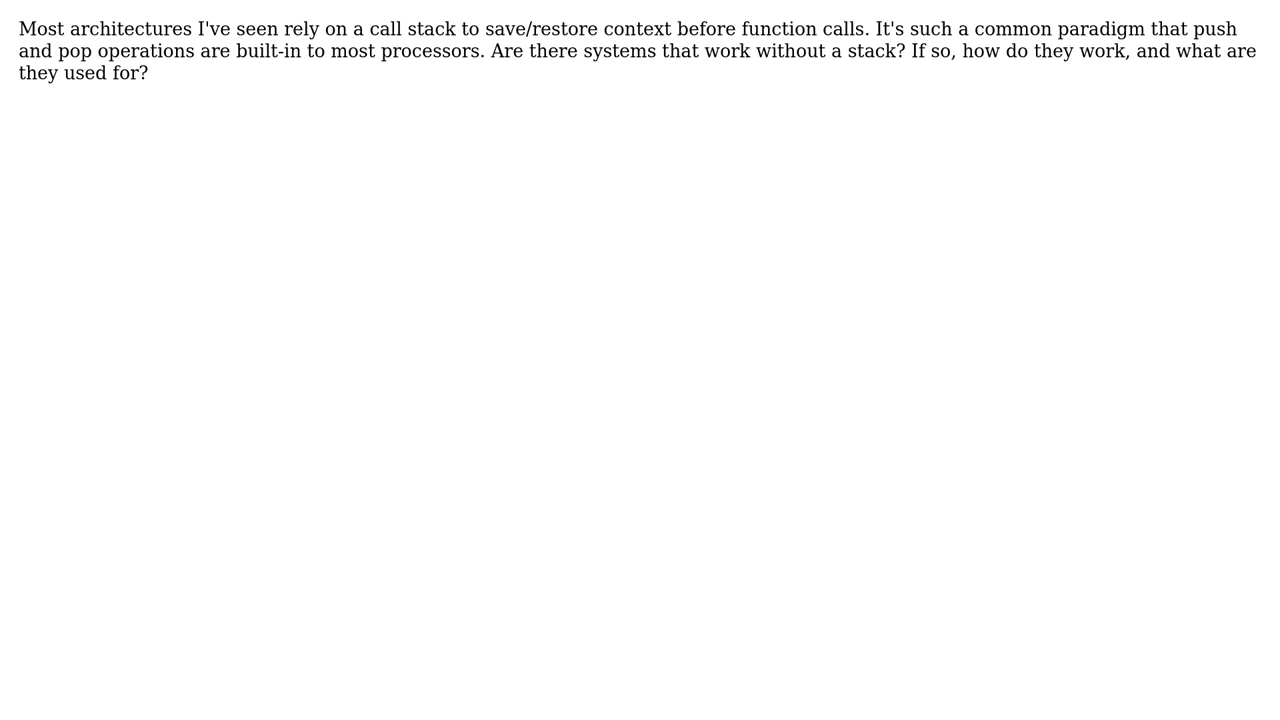 Most architectures I've seen rely on a call stack to save/restore context before function calls. It's such a common paradigm that push
and pop operations are built-in to most processors. Are there systems that work without a stack? If so, how do they work, and what are
they used for?